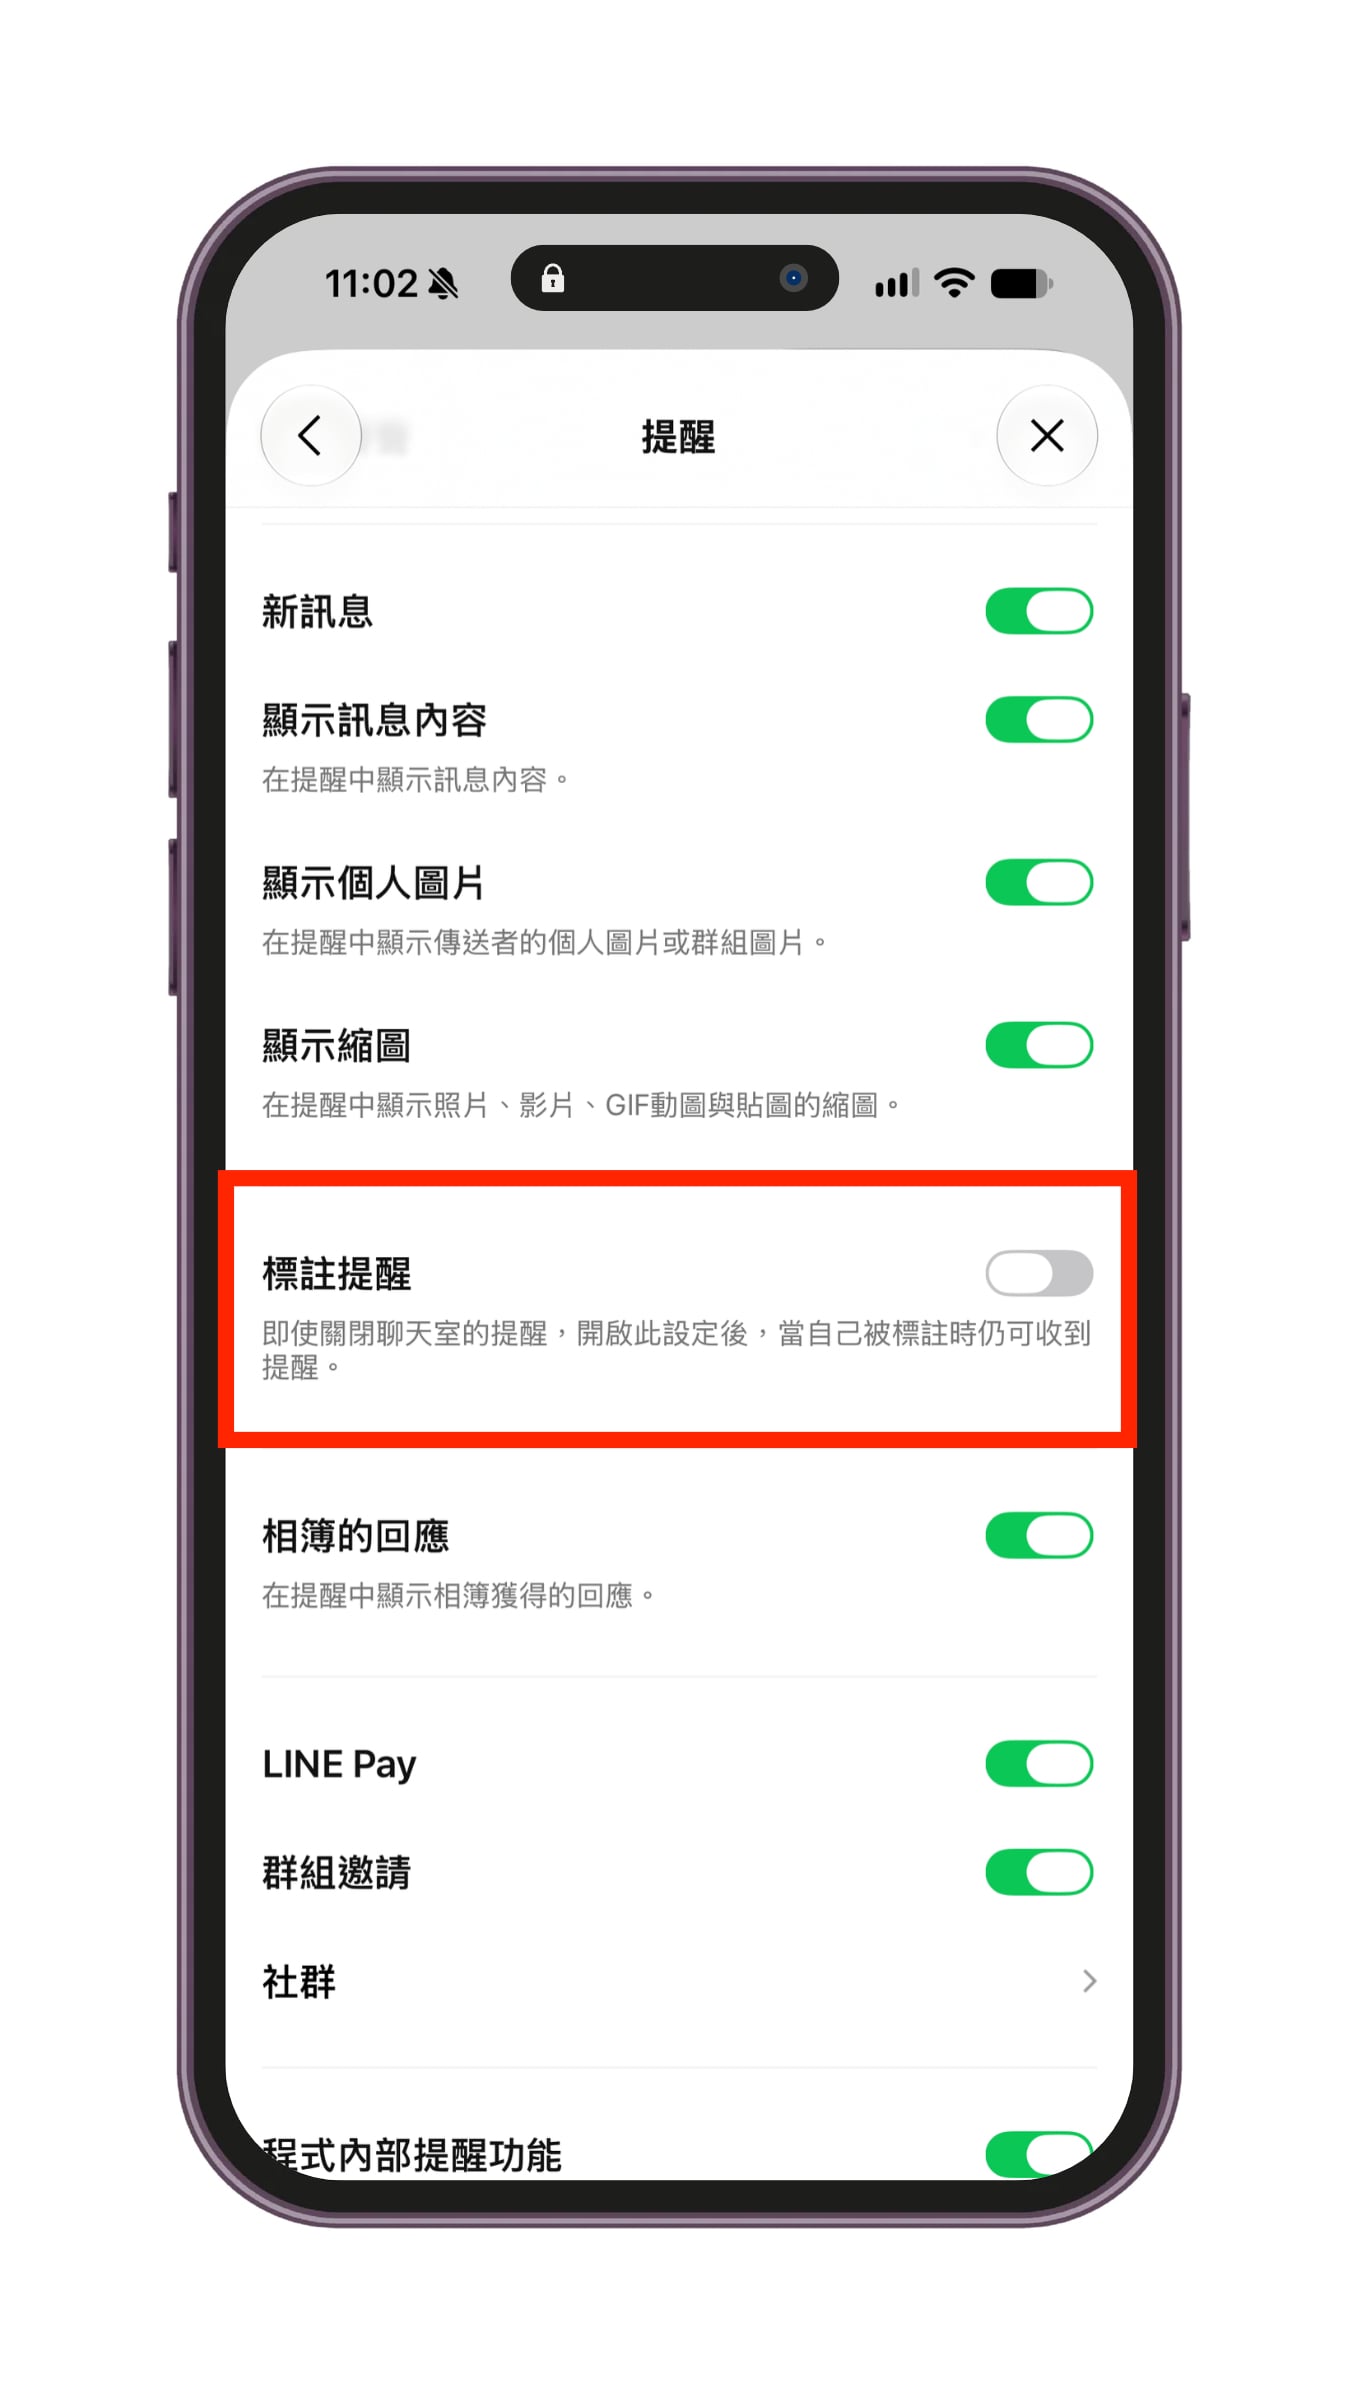 11:02
提醒
新訊息
顯示訊息內容
在提醒中顯示訊息內容。
顯示個人圖片
在提醒中顯示傳送者的個人圖片或群組圖片。
顯示縮圖
在提醒中顯示照片、影片、GIF動圖與貼圖的縮圖。
標註提醒
即使關閉聊天室的提醒，開啟此設定後，當自己被標註時仍可收到
提醒。
相簿的回應
在提醒中顯示相簿獲得的回應。
LINE Pay
群組邀請
社群
程式內部提醒功能